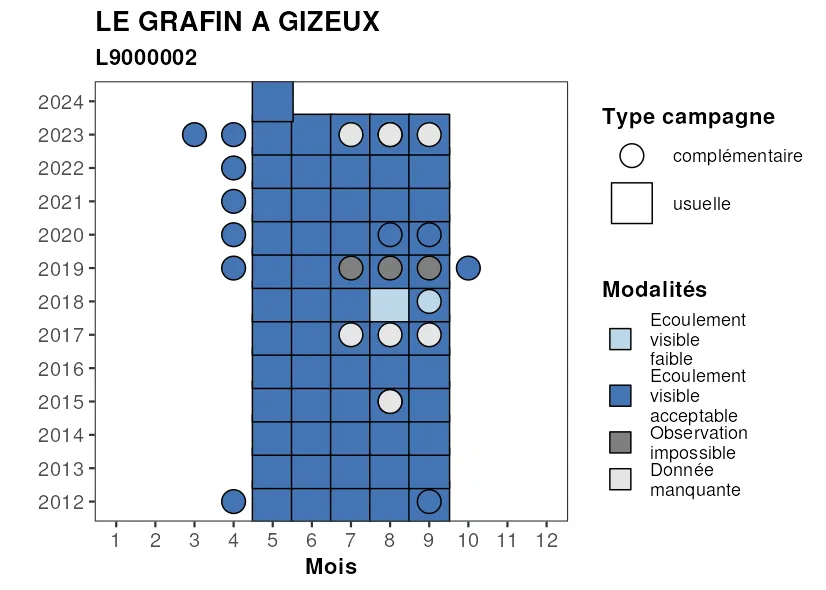 LE GRAFIN A GIZEUX
L9000002
2024
2023
2022
2021
2020
2019
2018
2017
2016
2015
2014
2013
2012
1 2 3 4 5 6 7 8 9 10 11 12
Mois
Type campagne
complémentaire
usuelle
Modalités
Ecoulement
visible
faible
Ecoulement
visible
acceptable
Observation
impossible
Donnée
manquante